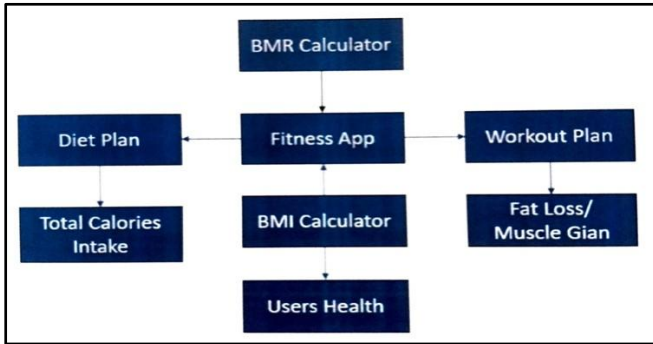 BMR Calculator
Diet Plan
Fitness App
Workout Plan
Total Calories
Intake
BMI Calculator
Fat Loss/
Muscle Gian
Users Health